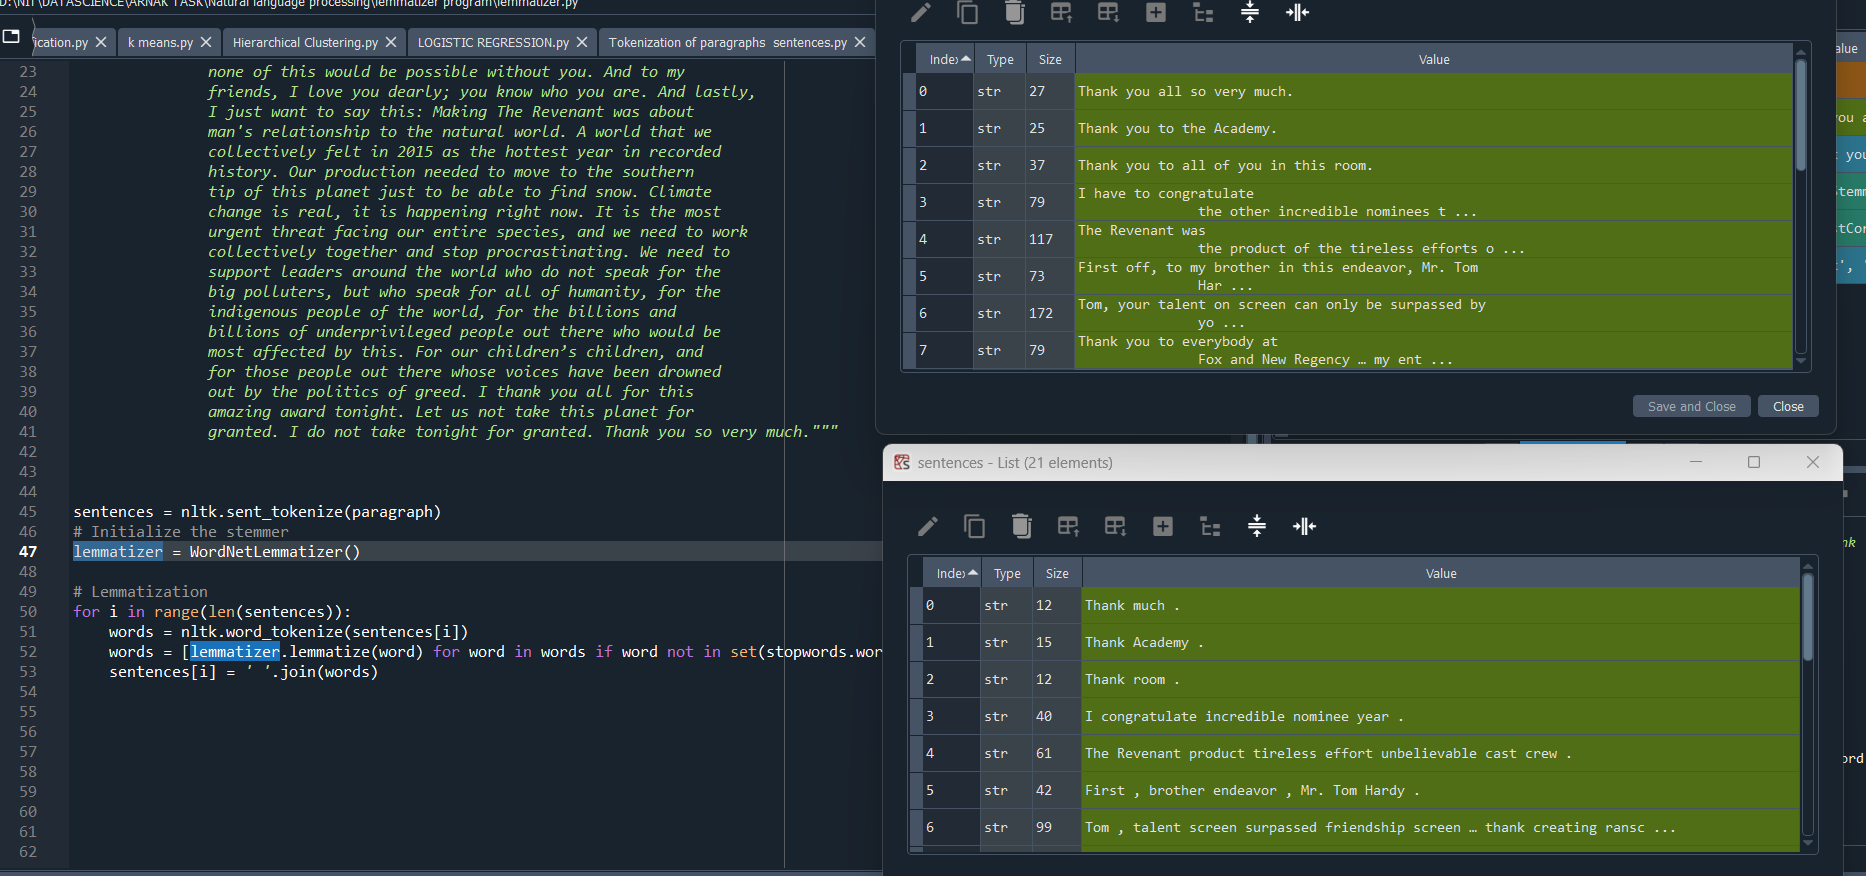 D:\NIT\DATASCIENCE\ARNAK TASK\Natural language processing\lemmatizer program\lemmatizer.py
ication.py
k means.py
Hierarchical Clustering.py
LOGISTIC REGRESSION.py
Tokenization of paragraphs sentences.py
23 none of this would be possible without you. And to my
24 friends, I love you dearly; you know who you are. And lastly,
25 I just want to say this: Making The Revenant was about
26 man's relationship to the natural world. A world that we
27 collectively felt in 2015 as the hottest year in recorded
28 history. Our production needed to move to the southern
29 tip of this planet just to be able to find snow. Climate
30 change is real, it is happening right now. It is the most
31 urgent threat facing our entire species, and we need to work
32 collectively together and stop procrastinating. We need to
33 support leaders around the world who do not speak for the
34 big polluters, but who speak for all of humanity, for the
35 indigenous people of the world, for the billions and
36 billions of underprivileged people out there who would be
37 most affected by this. For our children’s children, and
38 for those people out there whose voices have been drowned
39 out by the politics of greed. I thank you all for this
40 amazing award tonight. Let us not take this planet for
41 granted. I do not take tonight for granted. Thank you so very much."""
42
43
44
45 sentences = nltk.sent_tokenize(paragraph)
46 # Initialize the stemmer
47 lemmatizer = WordNetLemmatizer()
48
49 # Lemmatization
50 for i in range(len(sentences)):
51 words = nltk.word_tokenize(sentences[i])
52 words = [lemmatizer.lemmatize(word) for word in words if word not in set(stopwords.wor
53 sentences[i] = ' '.join(words)
54
55
56
57
58
59
60
61
62
Index Type Size Value
0 str 27 Thank you all so very much.
1 str 25 Thank you to the Academy.
2 str 37 Thank you to all of you in this room.
3 str 79 I have to congratulate
the other incredible nominees t ...
4 str 117 The Revenant was
the product of the tireless efforts o ...
5 str 73 First off, to my brother in this endeavor, Mr. Tom
Har ...
6 str 172 Tom, your talent on screen can only be surpassed by
yo ...
7 str 79 Thank you to everybody at
Fox and New Regency … my ent ...
Save and Close
Close
sentences - List (21 elements)
Index Type Size Value
0 str 12 Thank much .
1 str 15 Thank Academy .
2 str 12 Thank room .
3 str 40 I congratulate incredible nominee year .
4 str 61 The Revenant product tireless effort unbelievable cast crew .
5 str 42 First , brother endeavor , Mr. Tom Hardy .
6 str 99 Tom , talent screen surpassed friendship screen … thank creating ransc ...
alue
you a
you
temm
tCor
', '
nk
ord